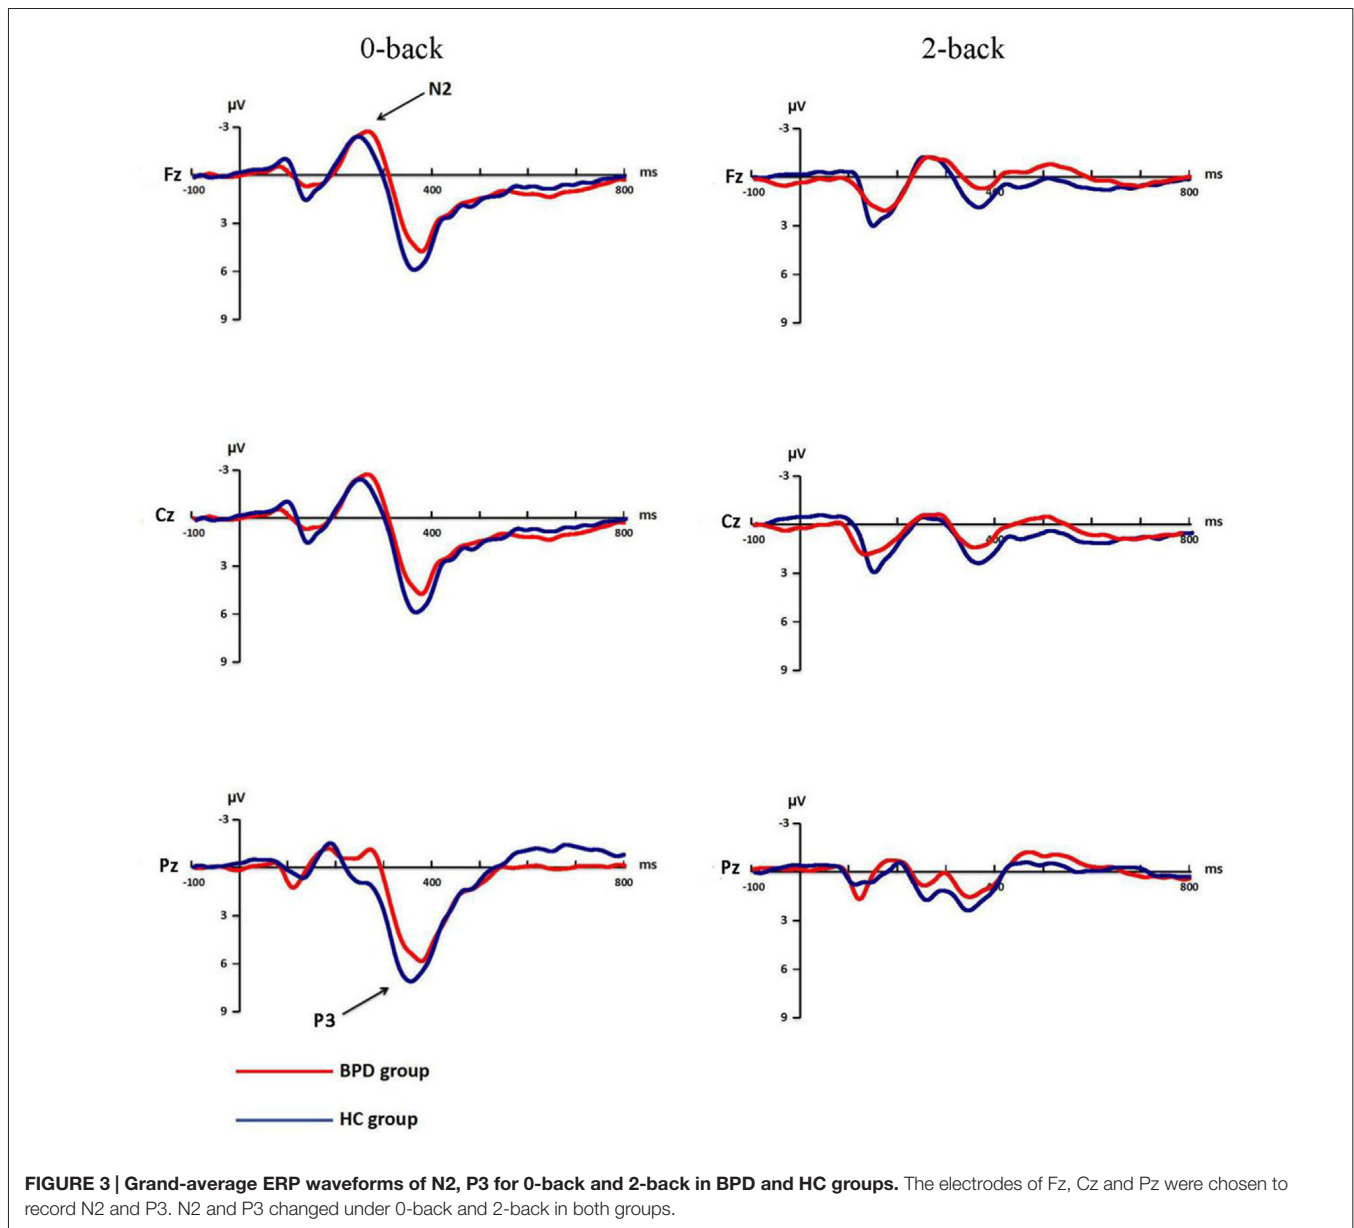 0-back
2-back
N2
µV
-3
Fz
-100
400
800
ms
3
6
9
µV
-3
Fz
-100
400
800
ms
3
6
9
µV
-3
Cz
-100
400
800
ms
3
6
9
µV
-3
Cz
-100
400
800
ms
3
6
9
µV
-3
Pz
-100
400
800
ms
3
6
9
P3
µV
-3
Pz
-100
400
800
ms
3
6
9
BPD group
HC group
FIGURE 3 | Grand-average ERP waveforms of N2, P3 for 0-back and 2-back in BPD and HC groups. The electrodes of Fz, Cz and Pz were chosen to
record N2 and P3. N2 and P3 changed under 0-back and 2-back in both groups.